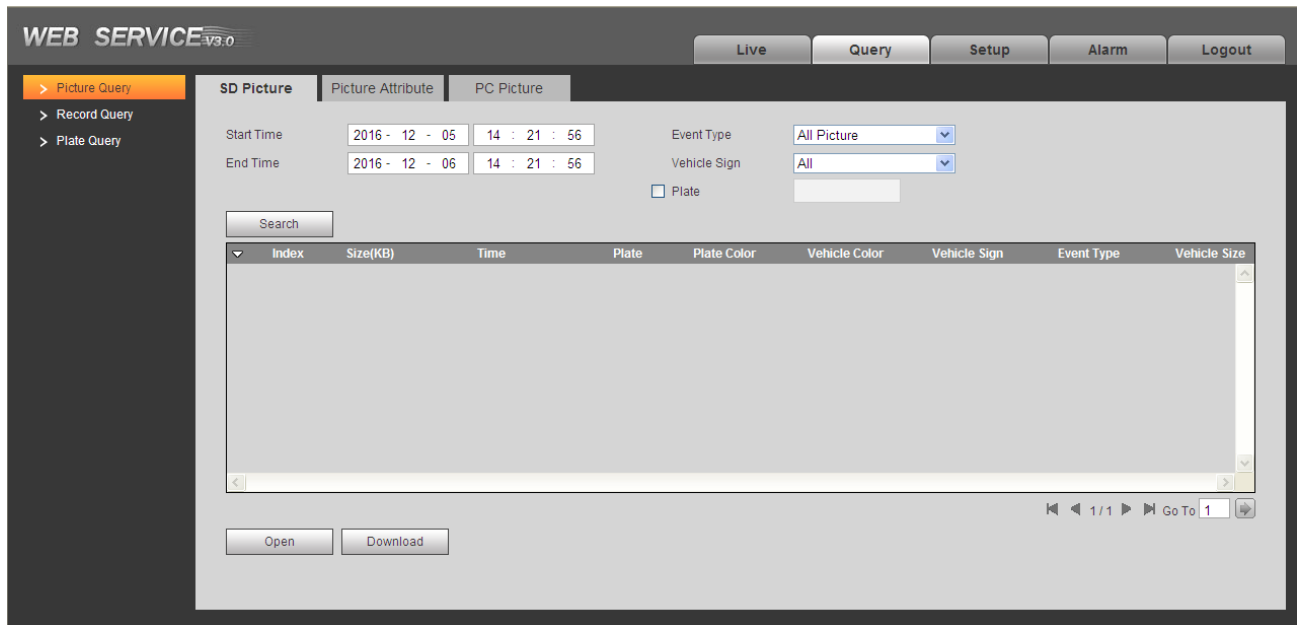 WEB SERVICE V3.0
Live Query Setup Alarm Logout
> Picture Query
> Record Query
> Plate Query
SD Picture Picture Attribute PC Picture
Start Time 2016 - 12 - 05 14 : 21 : 56 Event Type All Picture
End Time 2016 - 12 - 06 14 : 21 : 56 Vehicle Sign All
Plate
Search
Index Size(KB) Time Plate Plate Color Vehicle Color Vehicle Sign Event Type Vehicle Size
1 / 1 Go To 1
Open Download